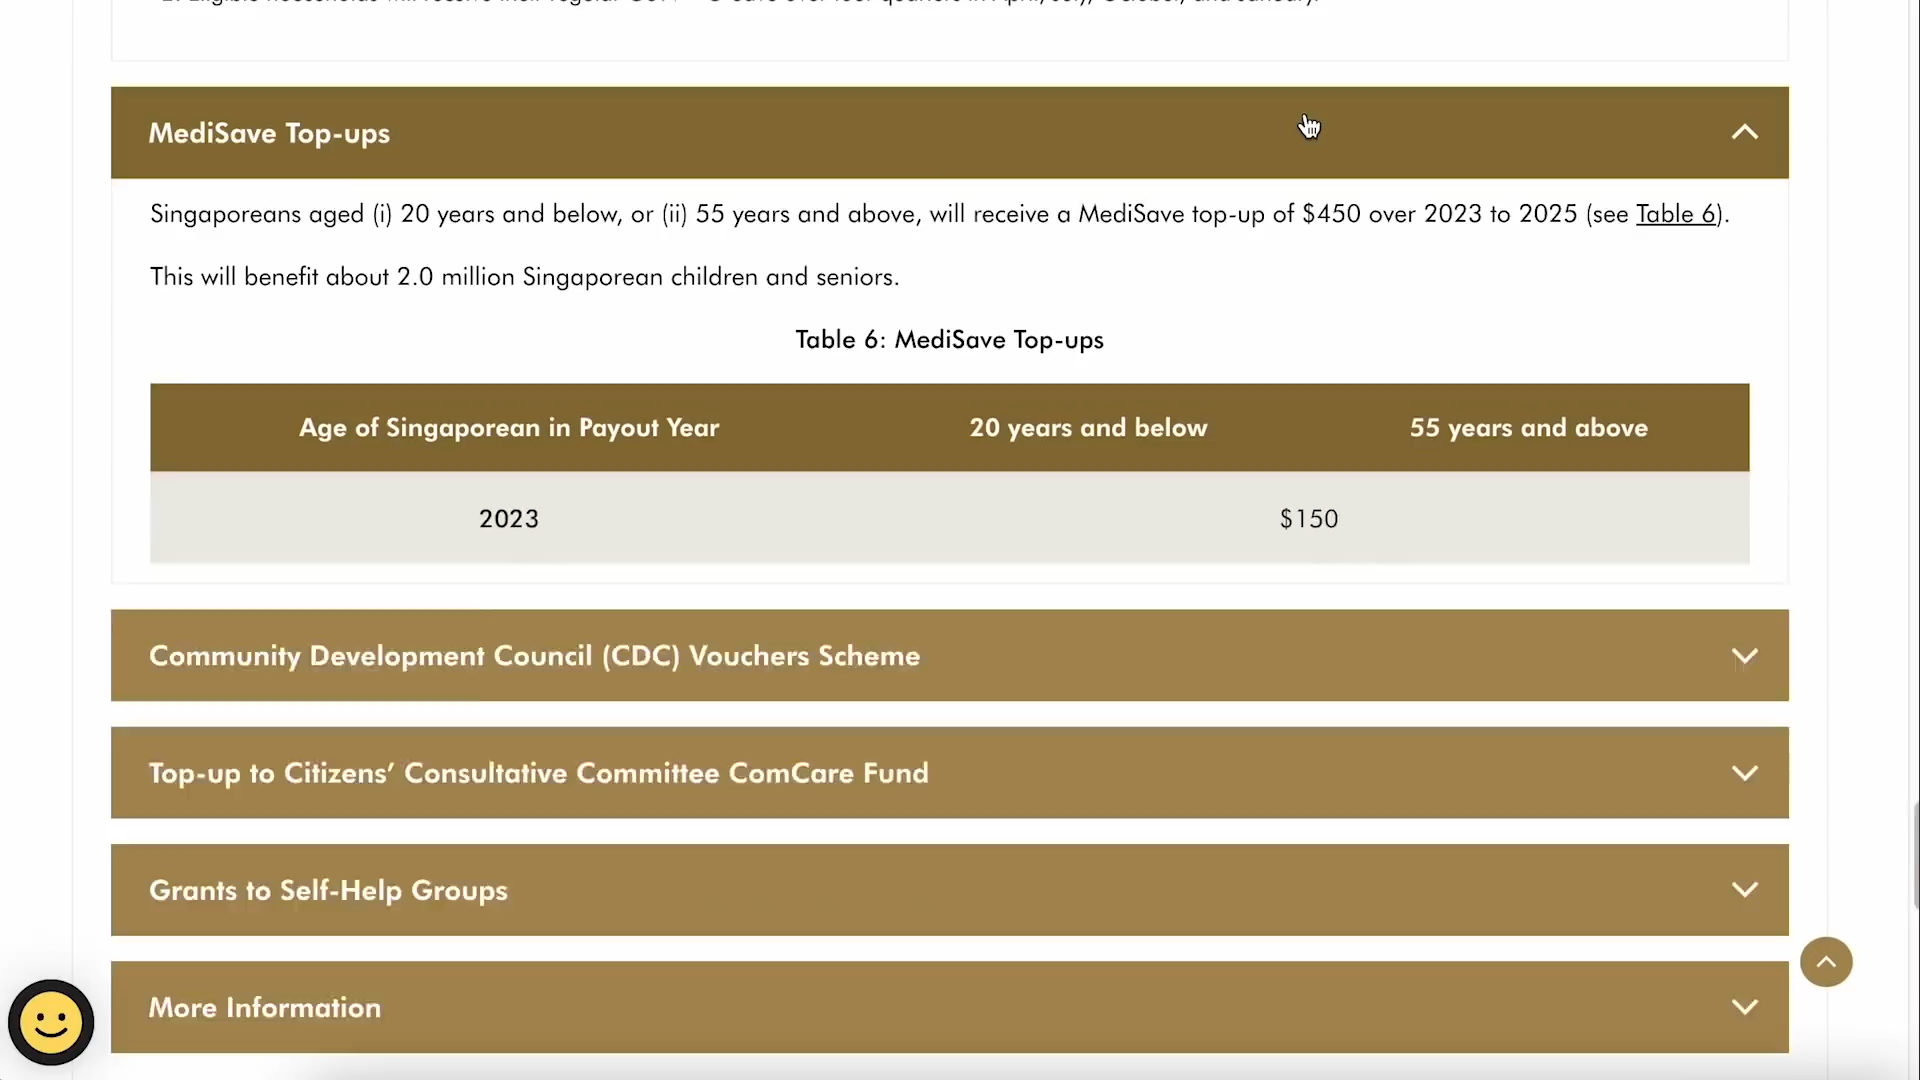 MediSave Top-ups
Singaporeans aged (i) 20 years and below, or (ii) 55 years and above, will receive a MediSave top-up of $450 over 2023 to 2025 (see Table 6).
This will benefit about 2.0 million Singaporean children and seniors.
Table 6: MediSave Top-ups
Age of Singaporean in Payout Year 20 years and below 55 years and above
2023 $150
Community Development Council (CDC) Vouchers Scheme
Top-up to Citizens’ Consultative Committee ComCare Fund
Grants to Self-Help Groups
More Information